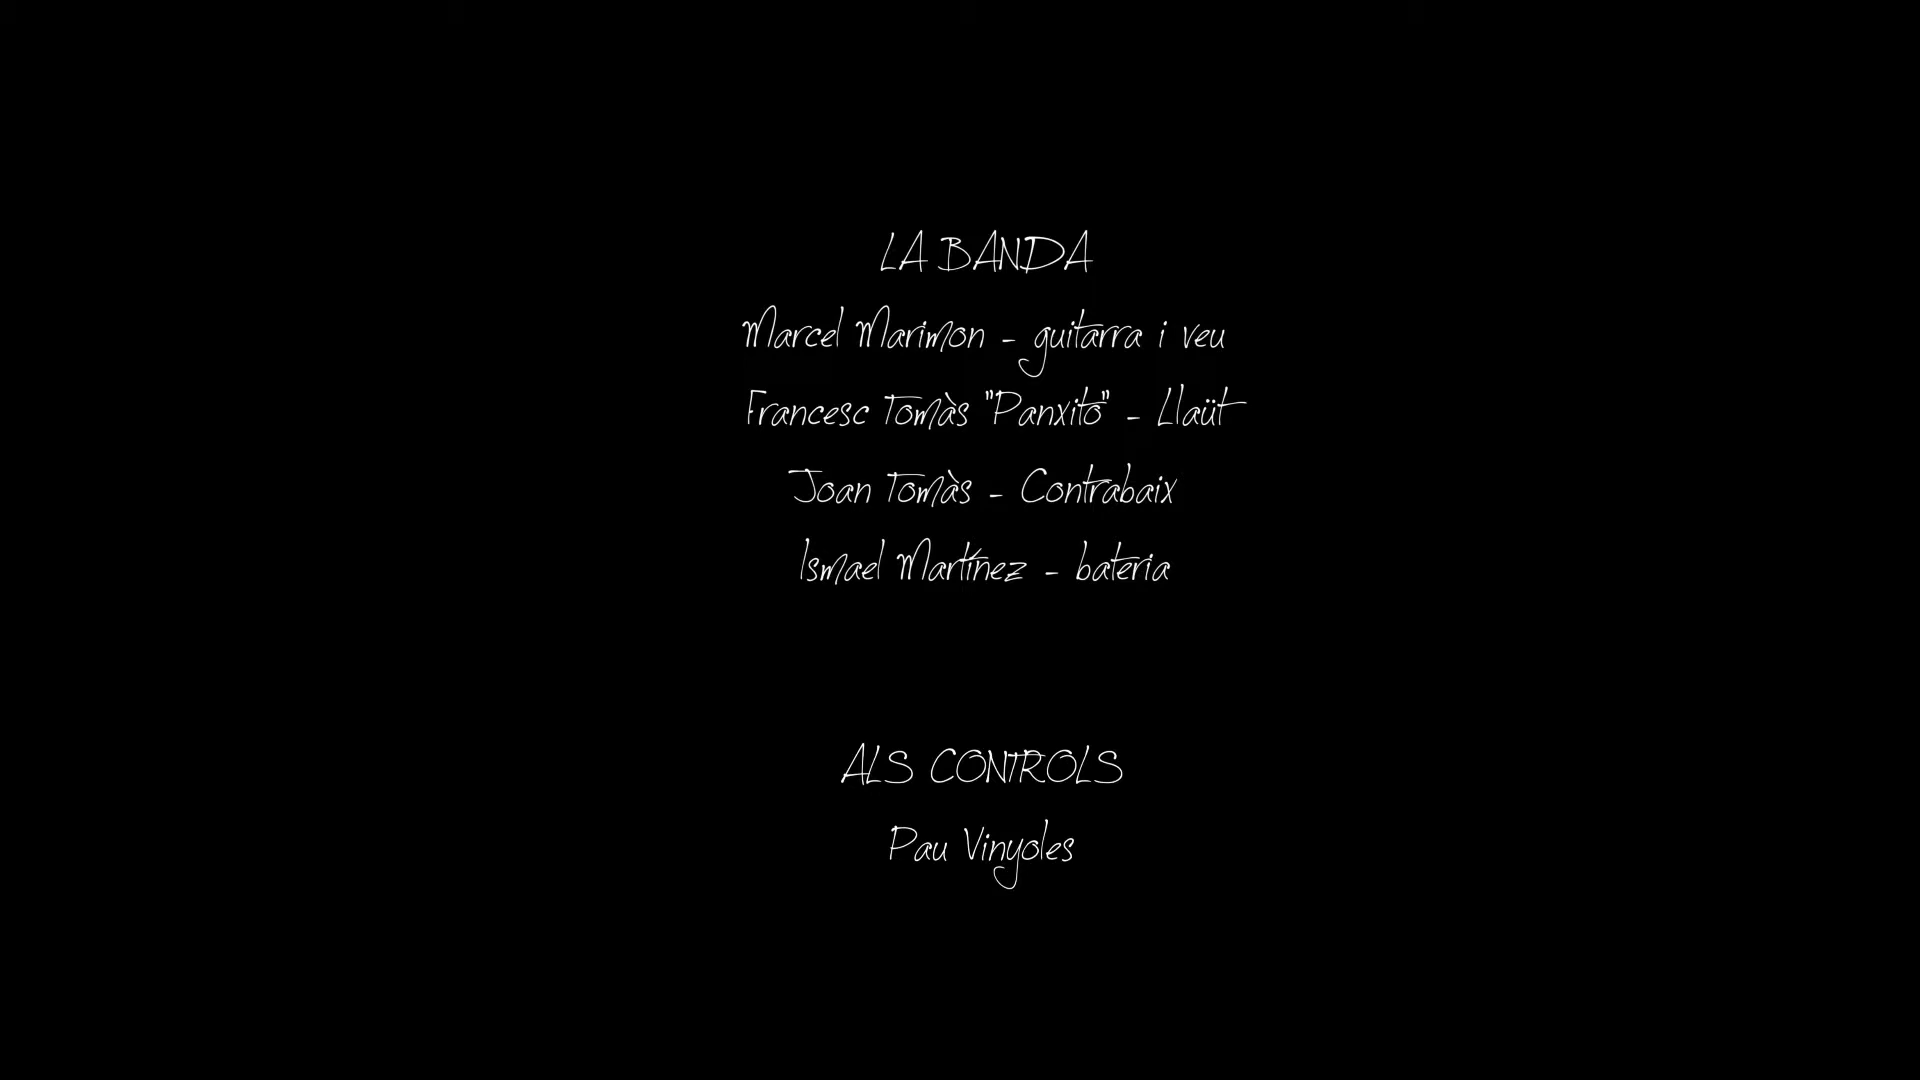 LA BANDA
Marcel Marimon - guitarra i veu
Francesc Tomàs "Panxito" - Llaüt
Joan Tomàs - Contrabaix
Ismael Martínez - bateria
ALS CONTROLS
Pau Vinyoles